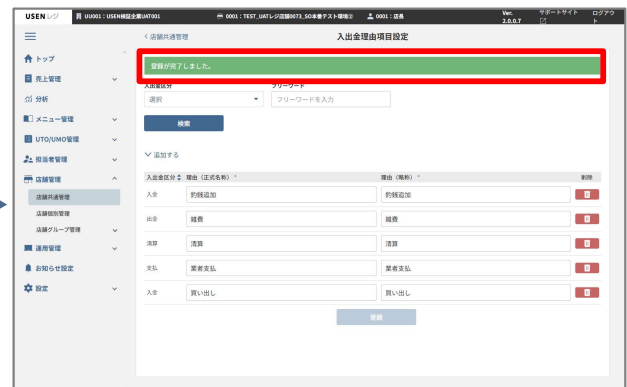 USEN レジ
UU001：USEN検証企業UAT001
0001：TEST_UATレジ店舗0073_SO本番テスト環境②
0001：店長
Ver. 2.0.0.7
サポートサイト
ログアウト
トップ
売上管理
分析
メニュー管理
UTO/UMO管理
担当者管理
店舗管理
店舗共通管理
店舗個別管理
店舗グループ管理
運用管理
お知らせ設定
設定
店舗共通管理
入出金理由項目設定
登録が完了しました。
入出金区分
フリーワード
選択
フリーワードを入力
検索
追加する
入出金区分 理由（正式名称）* 理由（略称）* 削除
入金 釣銭追加 釣銭追加
出金 雑費 雑費
清算 清算 清算
支払 業者支払 業者支払
入金 買い出し 買い出し
登録